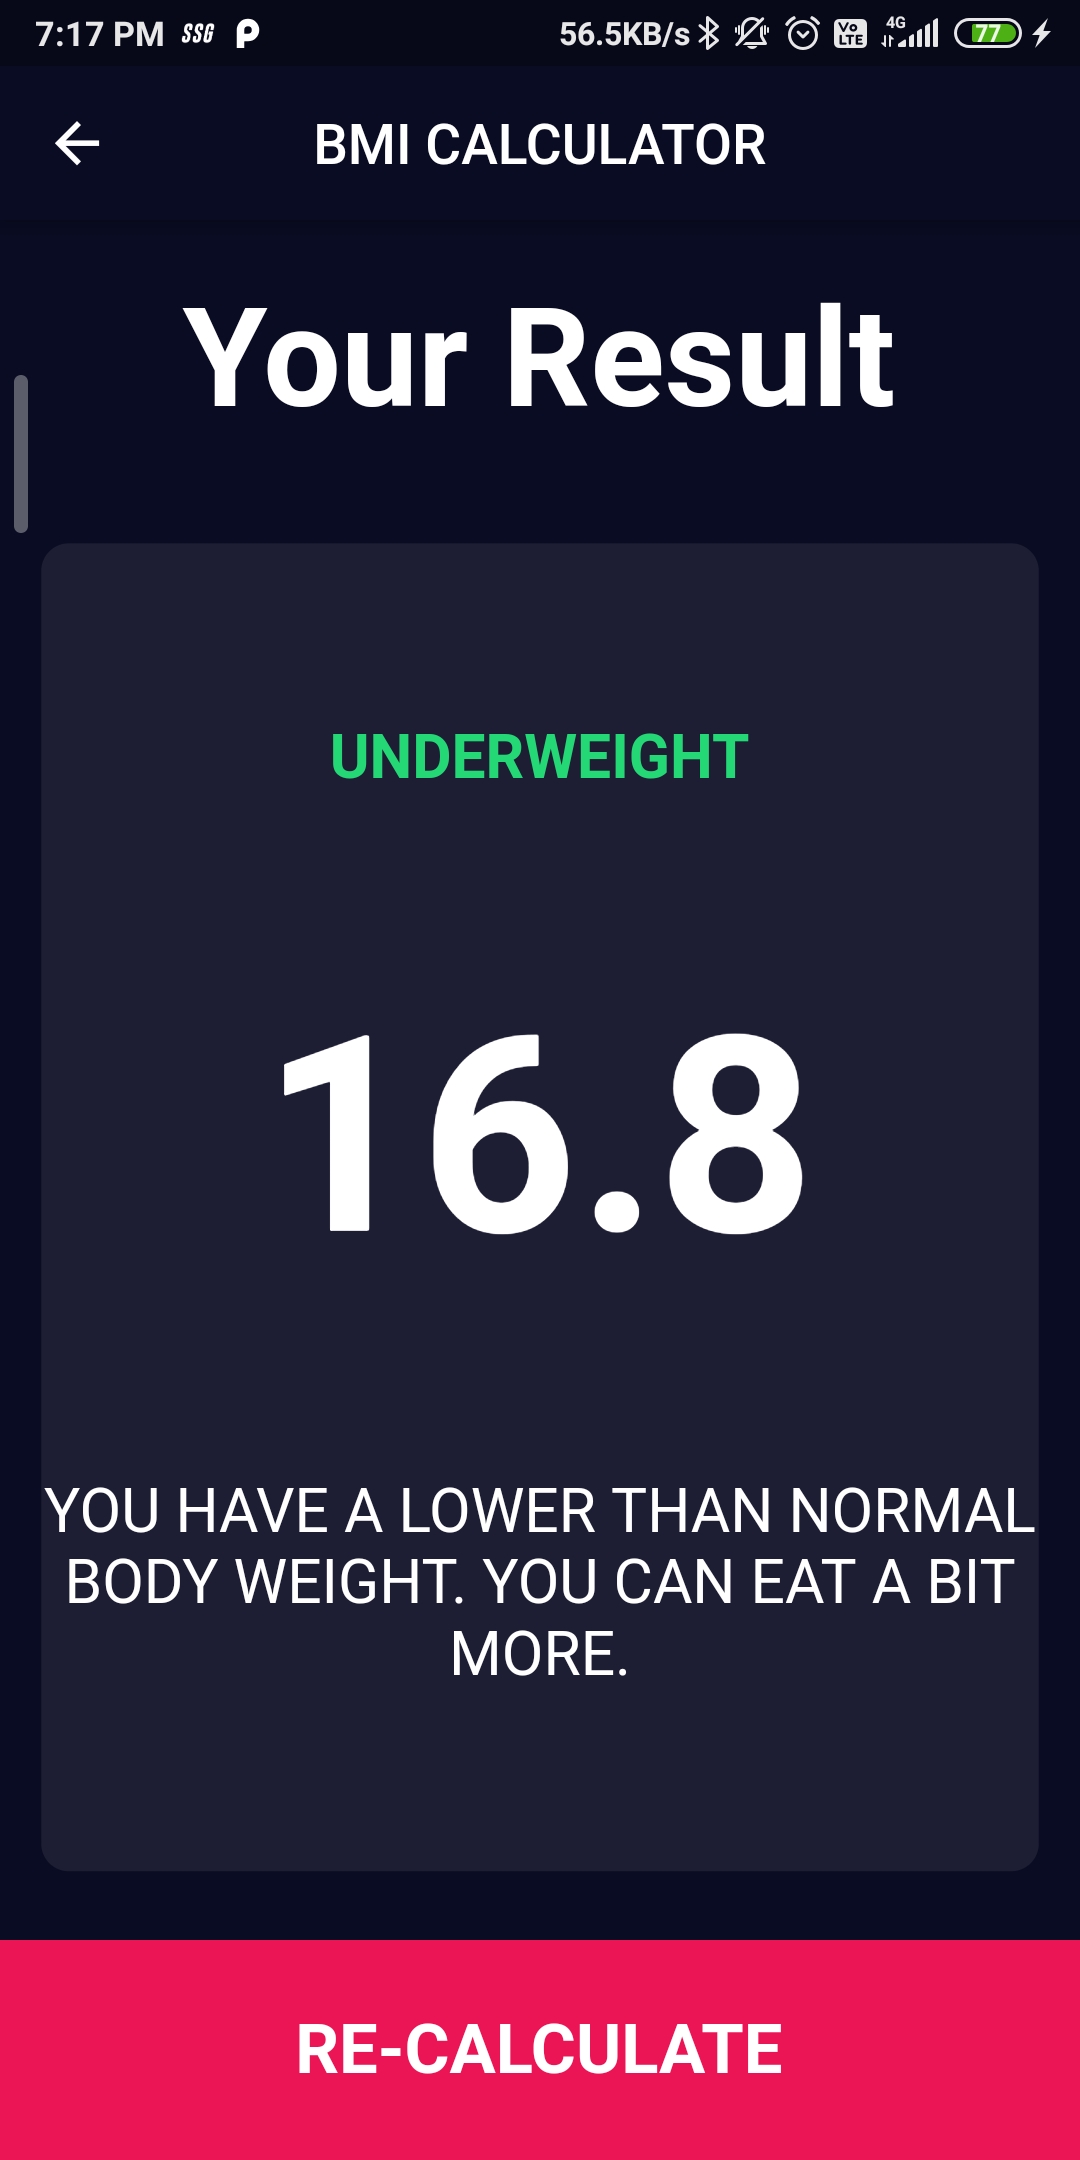 7:17 PM SSG P 56.5KB/s Vo LTE 4G 77
BMI CALCULATOR
Your Result
UNDERWEIGHT
16.8
YOU HAVE A LOWER THAN NORMAL
BODY WEIGHT. YOU CAN EAT A BIT
MORE.
RE-CALCULATE